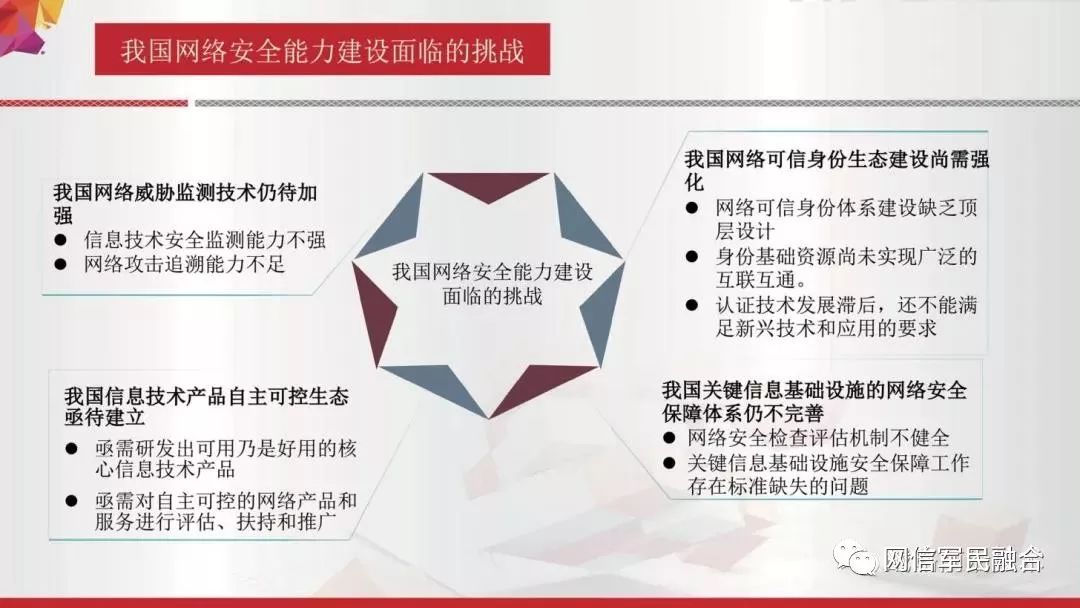 我国网络安全能力建设面临的挑战
我国网络威胁监测技术仍待加
强
● 信息技术安全监测能力不强
● 网络攻击追溯能力不足
我国网络可信身份生态建设尚需强
化
● 网络可信身份体系建设缺乏顶
层设计
● 身份基础资源尚未实现广泛的
互联互通。
● 认证技术发展滞后，还不能满
足新兴技术和应用的要求
我国网络安全能力建设
面临的挑战
我国信息技术产品自主可控生态
亟待建立
● 亟需研发出可用乃是好用的核
心信息技术产品
● 亟需对自主可控的网络产品和
服务进行评估、扶持和推广
我国关键信息基础设施的网络安全
保障体系仍不完善
● 网络安全检查评估机制不健全
● 关键信息基础设施安全保障工作
存在标准缺失的问题
网信军民融合